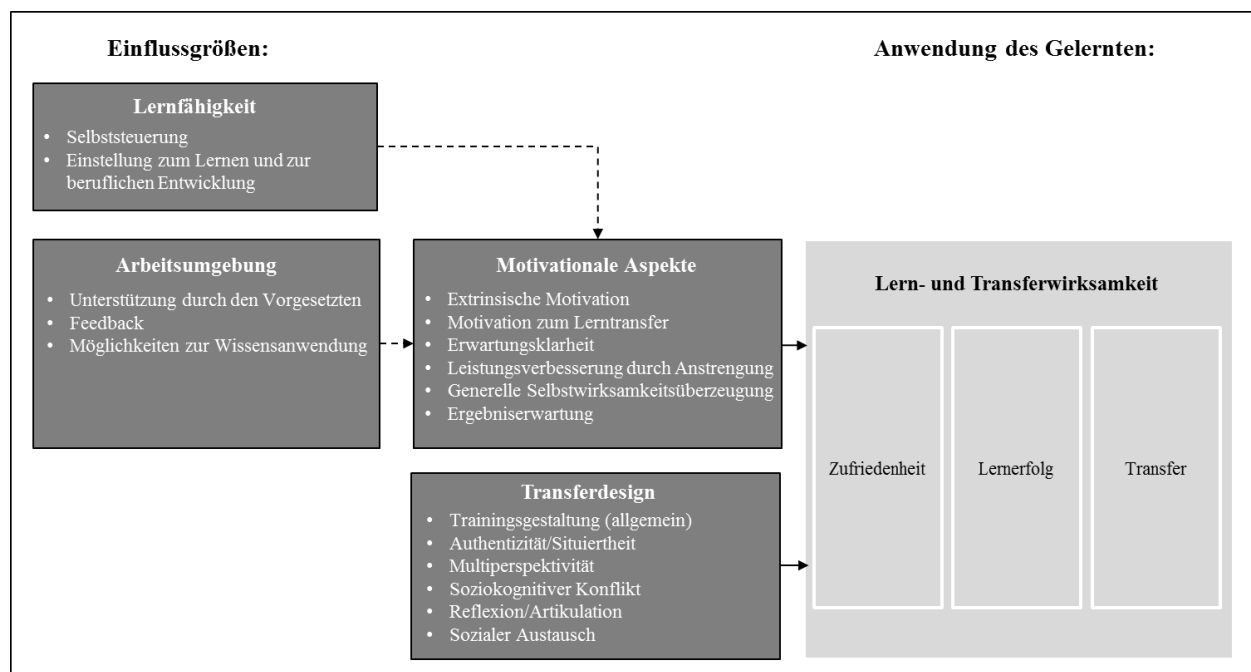 Einflussgrößen:
Anwendung des Gelernten:
Lernfähigkeit
• Selbststeuerung
• Einstellung zum Lernen und zur
beruflichen Entwicklung
Arbeitsumgebung
• Unterstützung durch den Vorgesetzten
• Feedback
• Möglichkeiten zur Wissensanwendung
Motivationale Aspekte
• Extrinsische Motivation
• Motivation zum Lerntransfer
• Erwartungsklarheit
• Leistungsverbesserung durch Anstrengung
• Generelle Selbstwirksamkeitsüberzeugung
• Ergebniserwartung
Transferdesign
• Trainingsgestaltung (allgemein)
• Authentizität/Situiertheit
• Multiperspektivität
• Soziokognitiver Konflikt
• Reflexion/Artikulation
• Sozialer Austausch
Lern- und Transferwirksamkeit
Zufriedenheit
Lernerfolg
Transfer